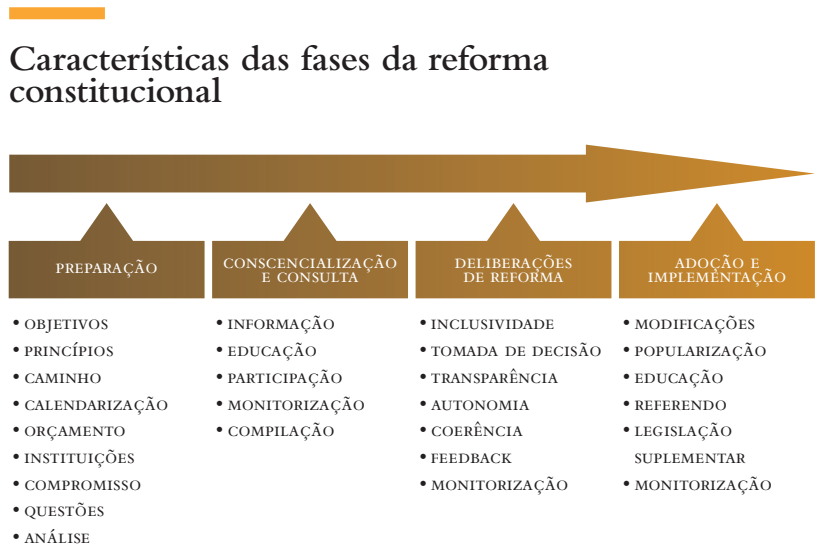 Características das fases da reforma
constitucional
PREPARAÇÃO
CONSCENCIALIZAÇÃO
E CONSULTA
DELIBERAÇÕES
DE REFORMA
ADOÇÃO E
IMPLEMENTAÇÃO
• OBJETIVOS
• PRINCÍPIOS
• CAMINHO
• CALENDARIZAÇÃO
• ORÇAMENTO
• INSTITUIÇÕES
• COMPROMISSO
• QUESTÕES
• ANÁLISE
• INFORMAÇÃO
• EDUCAÇÃO
• PARTICIPAÇÃO
• MONITORIZAÇÃO
• COMPILAÇÃO
• INCLUSIVIDADE
• TOMADA DE DECISÃO
• TRANSPARÊNCIA
• AUTONOMIA
• COERÊNCIA
• FEEDBACK
• MONITORIZAÇÃO
• MODIFICAÇÕES
• POPULARIZAÇÃO
• EDUCAÇÃO
• REFERENDO
• LEGISLAÇÃO
SUPLEMENTAR
• MONITORIZAÇÃO